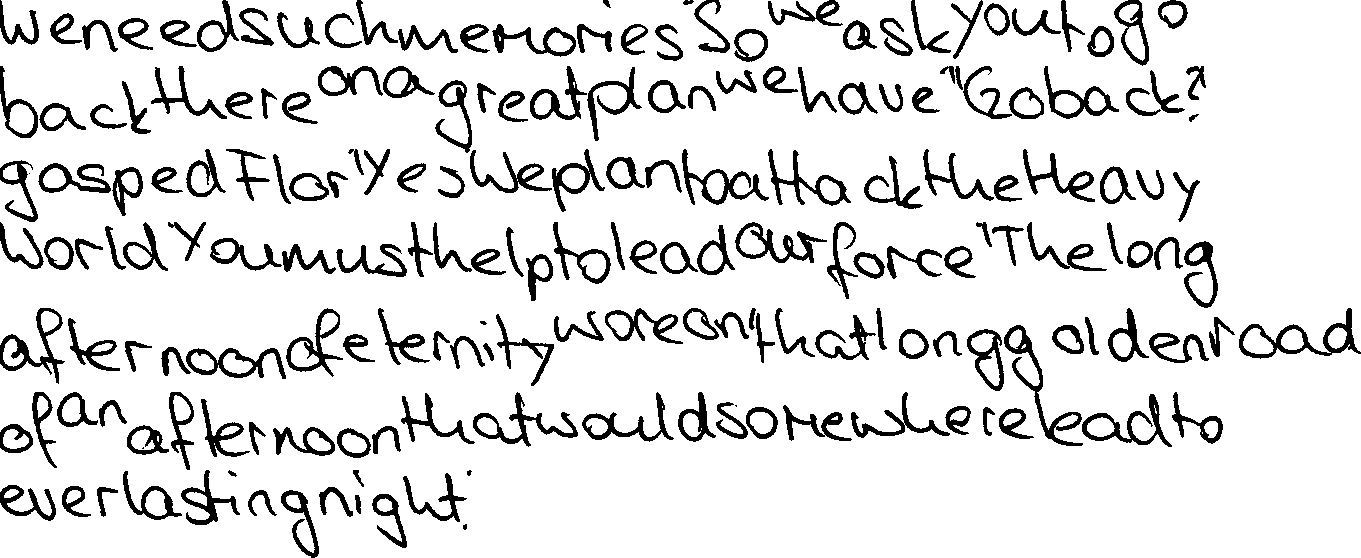 We need such memories "So we ask you to go
back there on a great plan we have "Go back?"
gasped Flor "Yes We plan to attack the Heavy
World You must help to lead our force "The long
afternoon of eternity wore on, that long golden road
of an afternoon that would somewhere lead to
everlasting night.